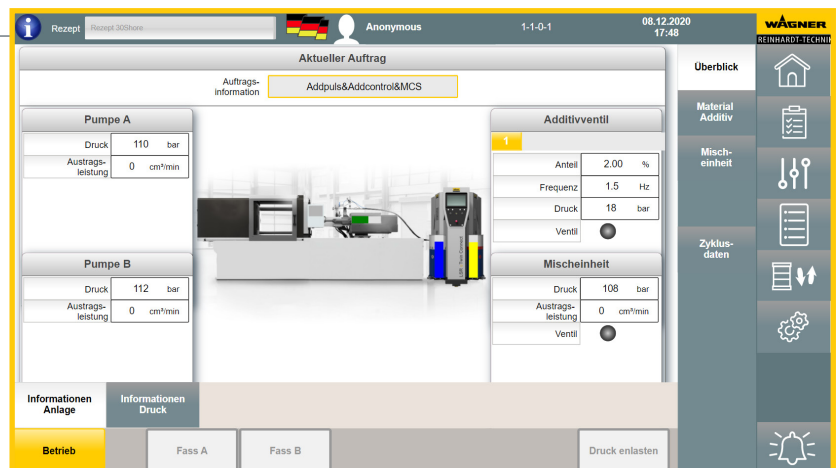 Rezept
Rezept 30Shore
Anonymous
1-1-0-1
08.12.2020
17:48
WAGNER
REINHARDT-TECHNIK
Aktueller Auftrag
Auftrags-
information
Addpuls&Addcontrol&MCS
Überblick
Material
Additiv
Misch-
einheit
Zyklus-
daten
Pumpe A
Druck 110 bar
Austrags-
leistung 0 cm³/min
Pumpe B
Druck 112 bar
Austrags-
leistung 0 cm³/min
Additivventil
1
Anteil 2.00 %
Frequenz 1.5 Hz
Druck 18 bar
Ventil
Mischeinheit
Druck 108 bar
Austrags-
leistung 0 cm³/min
Ventil
Informationen
Anlage
Informationen
Druck
Betrieb
Fass A
Fass B
Druck enlasten